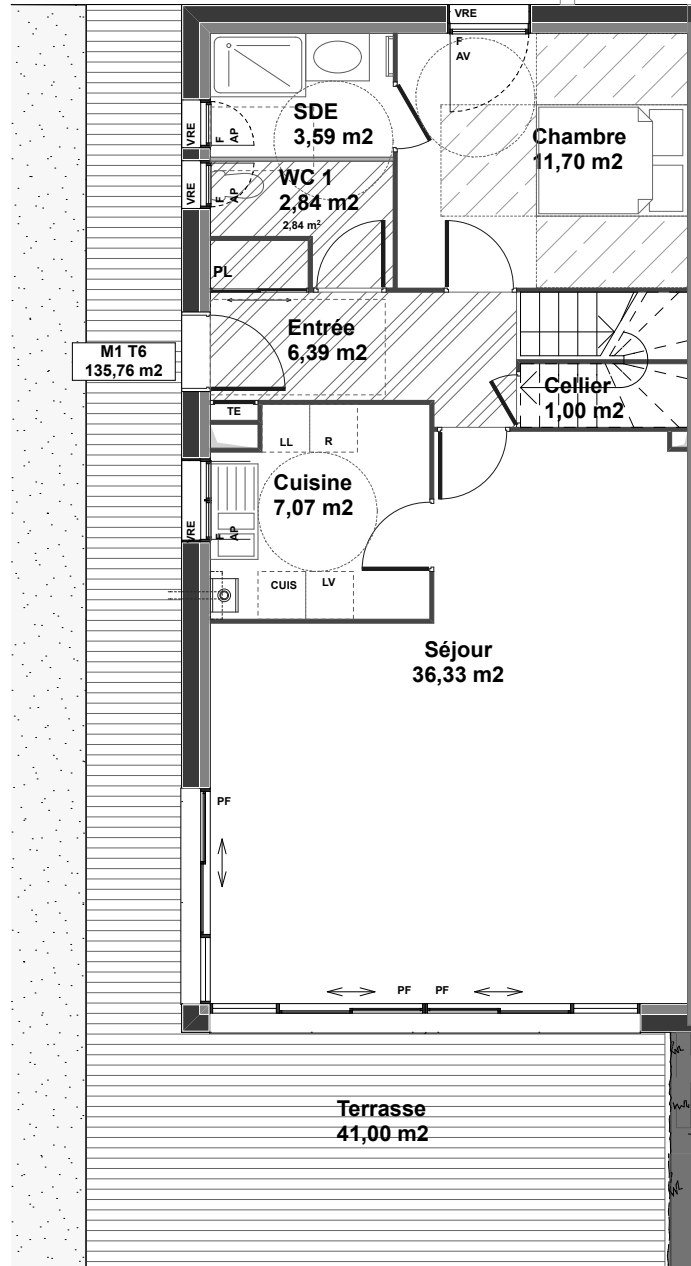 VRE
F
AV
SDE
3,59 m2
VRE
F
AP
Chambre
11,70 m2
WC 1
2,84 m2
2,84 m²
VRE
F
AP
PL
Entrée
6,39 m2
M1 T6
135,76 m2
Cellier
1,00 m2
TE
LL
R
Cuisine
7,07 m2
VRE
F
AP
CUIS
LV
Séjour
36,33 m2
PF
PF
PF
Terrasse
41,00 m2